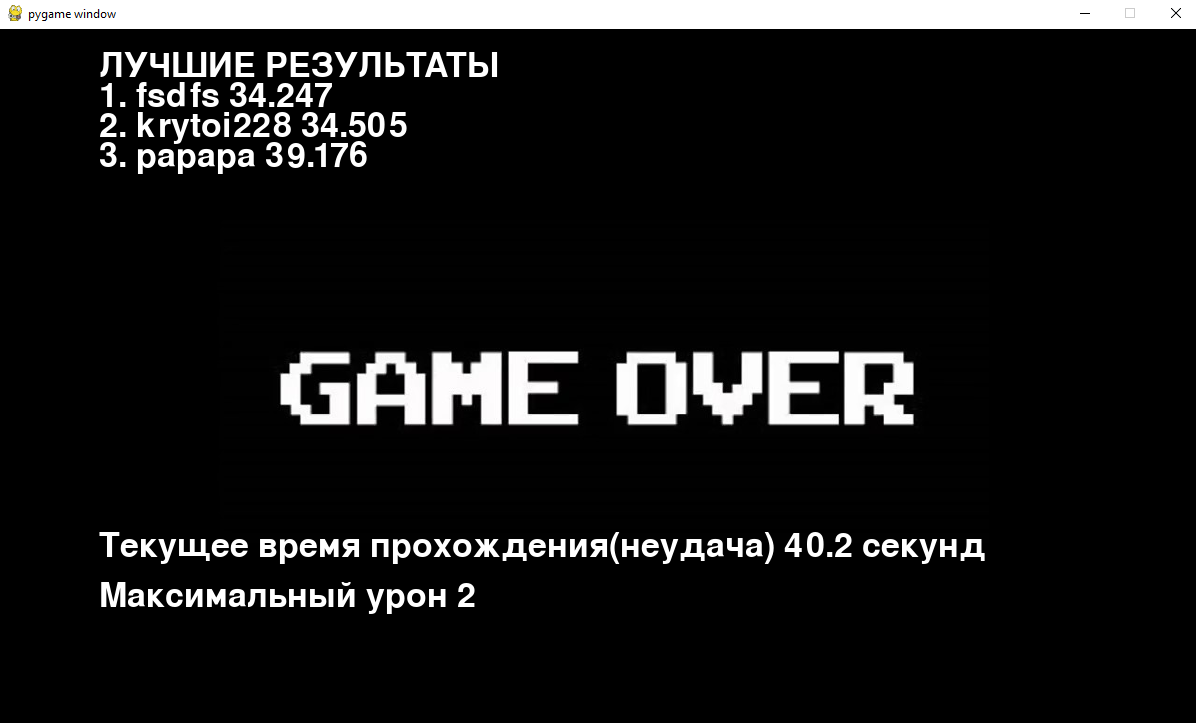 pygame window
ЛУЧШИЕ РЕЗУЛЬТАТЫ
1. fsdfs 34.247
2. krytoi228 34.505
3. papapa 39.176
GAME OVER
Текущее время прохождения(неудача) 40.2 секунд
Максимальный урон 2